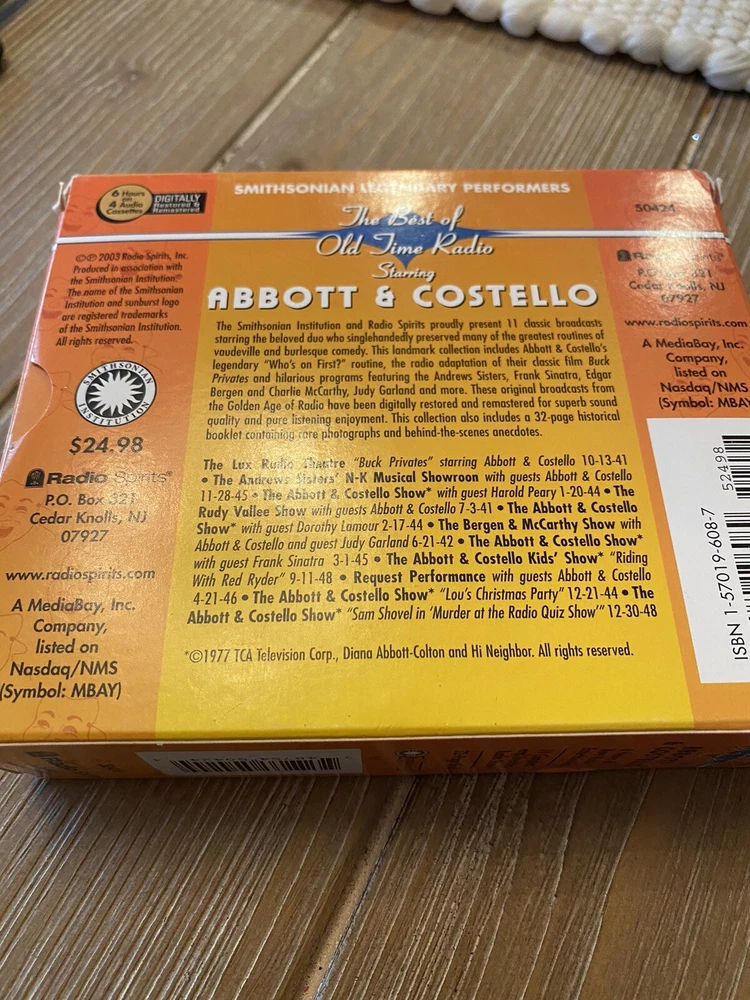 6 Hours
on
4 Audio
Cassettes
DIGITALLY
Restored &
Remastered
SMITHSONIAN LEGENDARY PERFORMERS
The Best of
Old Time Radio
Starring
ABBOTT & COSTELLO
50424
©℗ 2003 Radio Spirits, Inc.
Produced in association with
the Smithsonian Institution.
The name of the Smithsonian
Institution and sunburst logo
are registered trademarks
of the Smithsonian Institution.
All rights reserved.
SMITHSONIAN
INSTITUTION
$24.98
Radio Spirits®
P.O. Box 321
Cedar Knolls, NJ
07927
www.radiospirits.com
A MediaBay, Inc.
Company,
listed on
Nasdaq/NMS
(Symbol: MBAY)
The Smithsonian Institution and Radio Spirits proudly present 11 classic broadcasts
starring the beloved duo who singlehandedly preserved many of the greatest routines of
vaudeville and burlesque comedy. This landmark collection includes Abbott & Costello's
legendary "Who's on First?" routine, the radio adaptation of their classic film Buck
Privates and hilarious programs featuring the Andrews Sisters, Frank Sinatra, Edgar
Bergen and Charlie McCarthy, Judy Garland and more. These original broadcasts from
the Golden Age of Radio have been digitally restored and remastered for superb sound
quality and pure listening enjoyment. This collection also includes a 32-page historical
booklet containing rare photographs and behind-the-scenes anecdotes.
The Lux Radio Theatre "Buck Privates" starring Abbott & Costello 10-13-41
• The Andrews Sisters' N-K Musical Showroon with guests Abbott & Costello
11-28-45 • The Abbott & Costello Show* with guest Harold Peary 1-20-44 • The
Rudy Vallee Show with guests Abbott & Costello 7-3-41 • The Abbott & Costello
Show* with guest Dorothy Lamour 2-17-44 • The Bergen & McCarthy Show with
Abbott & Costello and guest Judy Garland 6-21-42 • The Abbott & Costello Show*
with guest Frank Sinatra 3-1-45 • The Abbott & Costello Kids' Show* "Riding
With Red Ryder" 9-11-48 • Request Performance with guests Abbott & Costello
4-21-46 • The Abbott & Costello Show* "Lou's Christmas Party" 12-21-44 • The
Abbott & Costello Show* "Sam Shovel in 'Murder at the Radio Quiz Show'" 12-30-48
*©1977 TCA Television Corp., Diana Abbott-Colton and Hi Neighbor. All rights reserved.
P.O. Box 321
Cedar Knolls, NJ
07927
www.radiospirits.com
A MediaBay, Inc.
Company,
listed on
Nasdaq/NMS
(Symbol: MBAY
52498
ISBN 1-57019-608-7